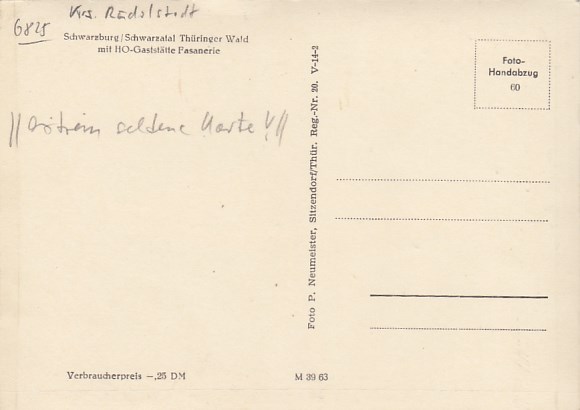 6825
Krs. Rudolstadt
Schwarzburg/Schwarzatal Thüringer Wald
mit HO-Gaststätte Fasanerie
Foto-
Handabzug
60
seltene Karte !
Foto P. Neumeister, Sitzendorf/Thür. Reg.-Nr. 20. V-14-2
Verbraucherpreis –,25 DM
M 39 63